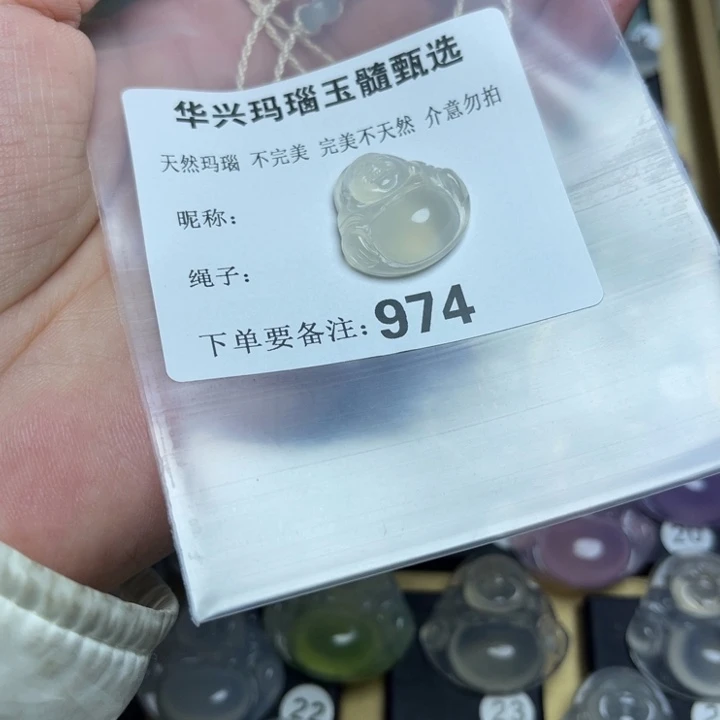 华兴玛瑙玉髓甄选
天然玛瑙 不完美 完美不天然 介意勿拍
昵称：
绳子：
下单要备注：974
20
22
23